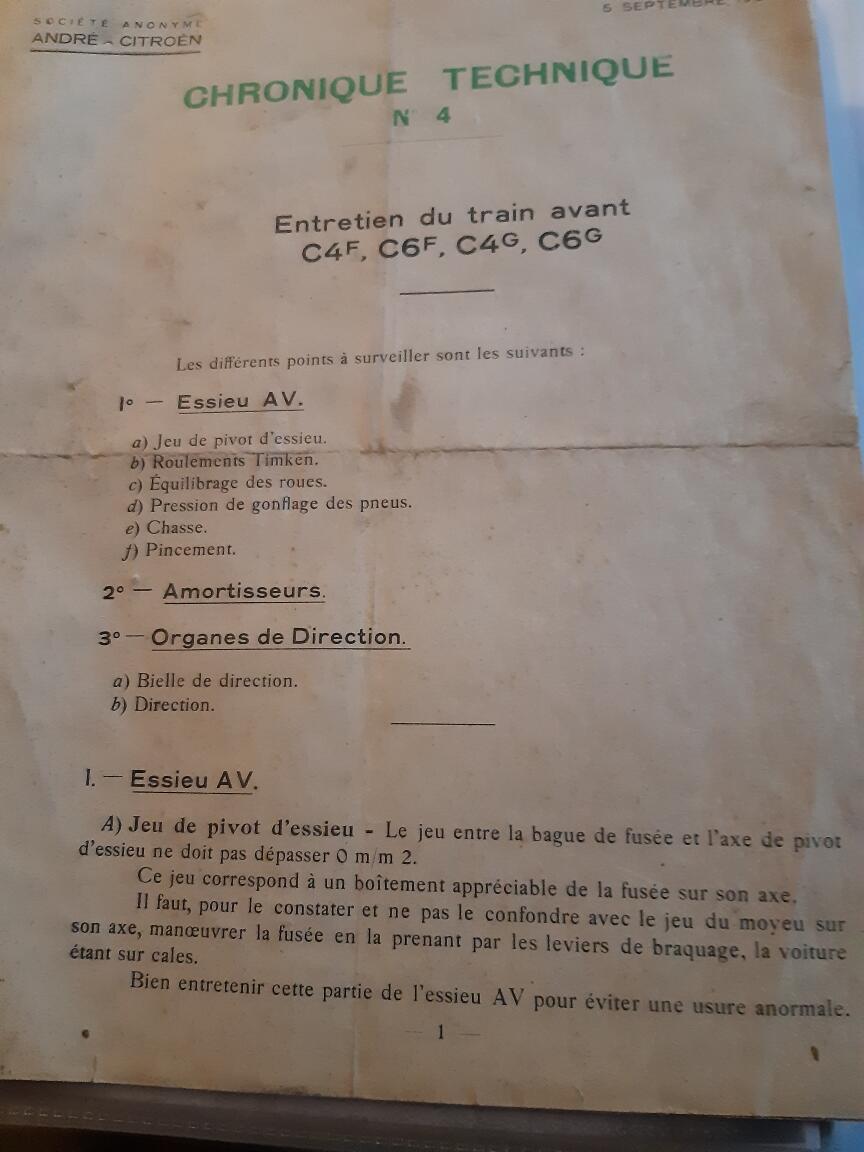 SOCIÉTÉ ANONYME
ANDRÉ - CITROËN
5 SEPTEMBRE
CHRONIQUE TECHNIQUE
N° 4
Entretien du train avant
C4F, C6F, C4G, C6G
Les différents points à surveiller sont les suivants :
1° — Essieu AV.
a) Jeu de pivot d'essieu.
b) Roulements Timken.
c) Équilibrage des roues.
d) Pression de gonflage des pneus.
e) Chasse.
f) Pincement.
2° — Amortisseurs.
3° — Organes de Direction.
a) Bielle de direction.
b) Direction.
I. — Essieu AV.
A) Jeu de pivot d'essieu - Le jeu entre la bague de fusée et l'axe de pivot
d'essieu ne doit pas dépasser 0 m/m 2.
Ce jeu correspond à un boîtement appréciable de la fusée sur son axe.
Il faut, pour le constater et ne pas le confondre avec le jeu du moyeu sur
son axe, manœuvrer la fusée en la prenant par les leviers de braquage, la voiture
étant sur cales.
Bien entretenir cette partie de l'essieu AV pour éviter une usure anormale.
— 1 —